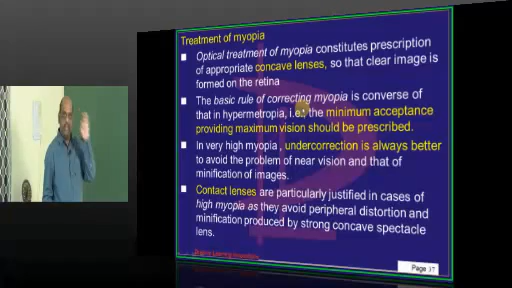 Treatment of myopia
Optical treatment of myopia constitutes prescription
of appropriate concave lenses, so that clear image is
formed on the retina
The basic rule of correcting myopia is converse of
that in hypermetropia, i.e., the minimum acceptance
providing maximum vision should be prescribed.
In very high myopia , undercorrection is always better
to avoid the problem of near vision and that of
minification of images.
Contact lenses are particularly justified in cases of
high myopia as they avoid peripheral distortion and
minification produced by strong concave spectacle
lens.
Page 37